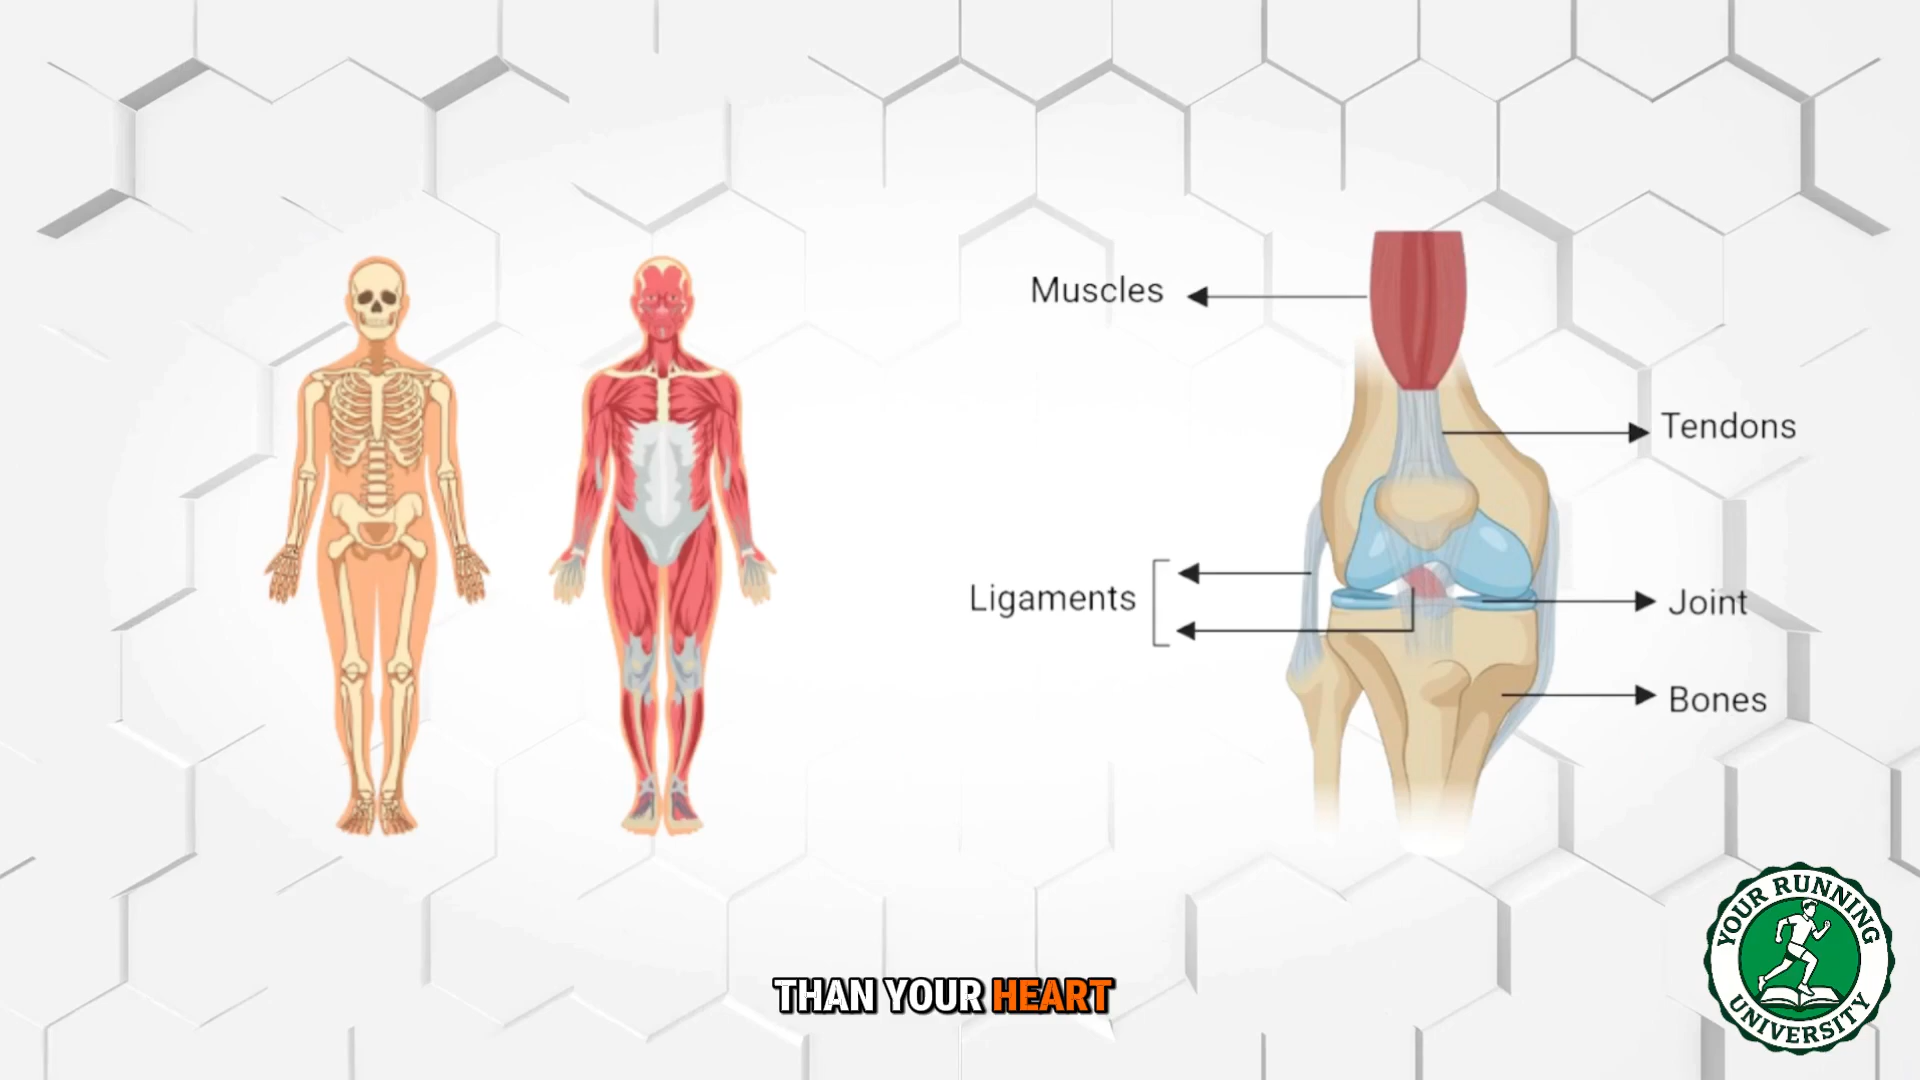 Muscles
Tendons
Ligaments
Joint
Bones
THAN YOUR HEART
YOUR RUNNING
UNIVERSITY